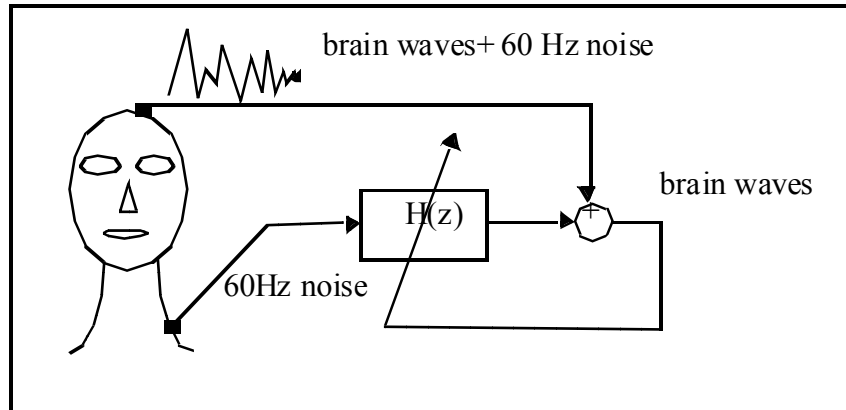 brain waves+ 60 Hz noise
brain waves
+
H(z)
60Hz noise